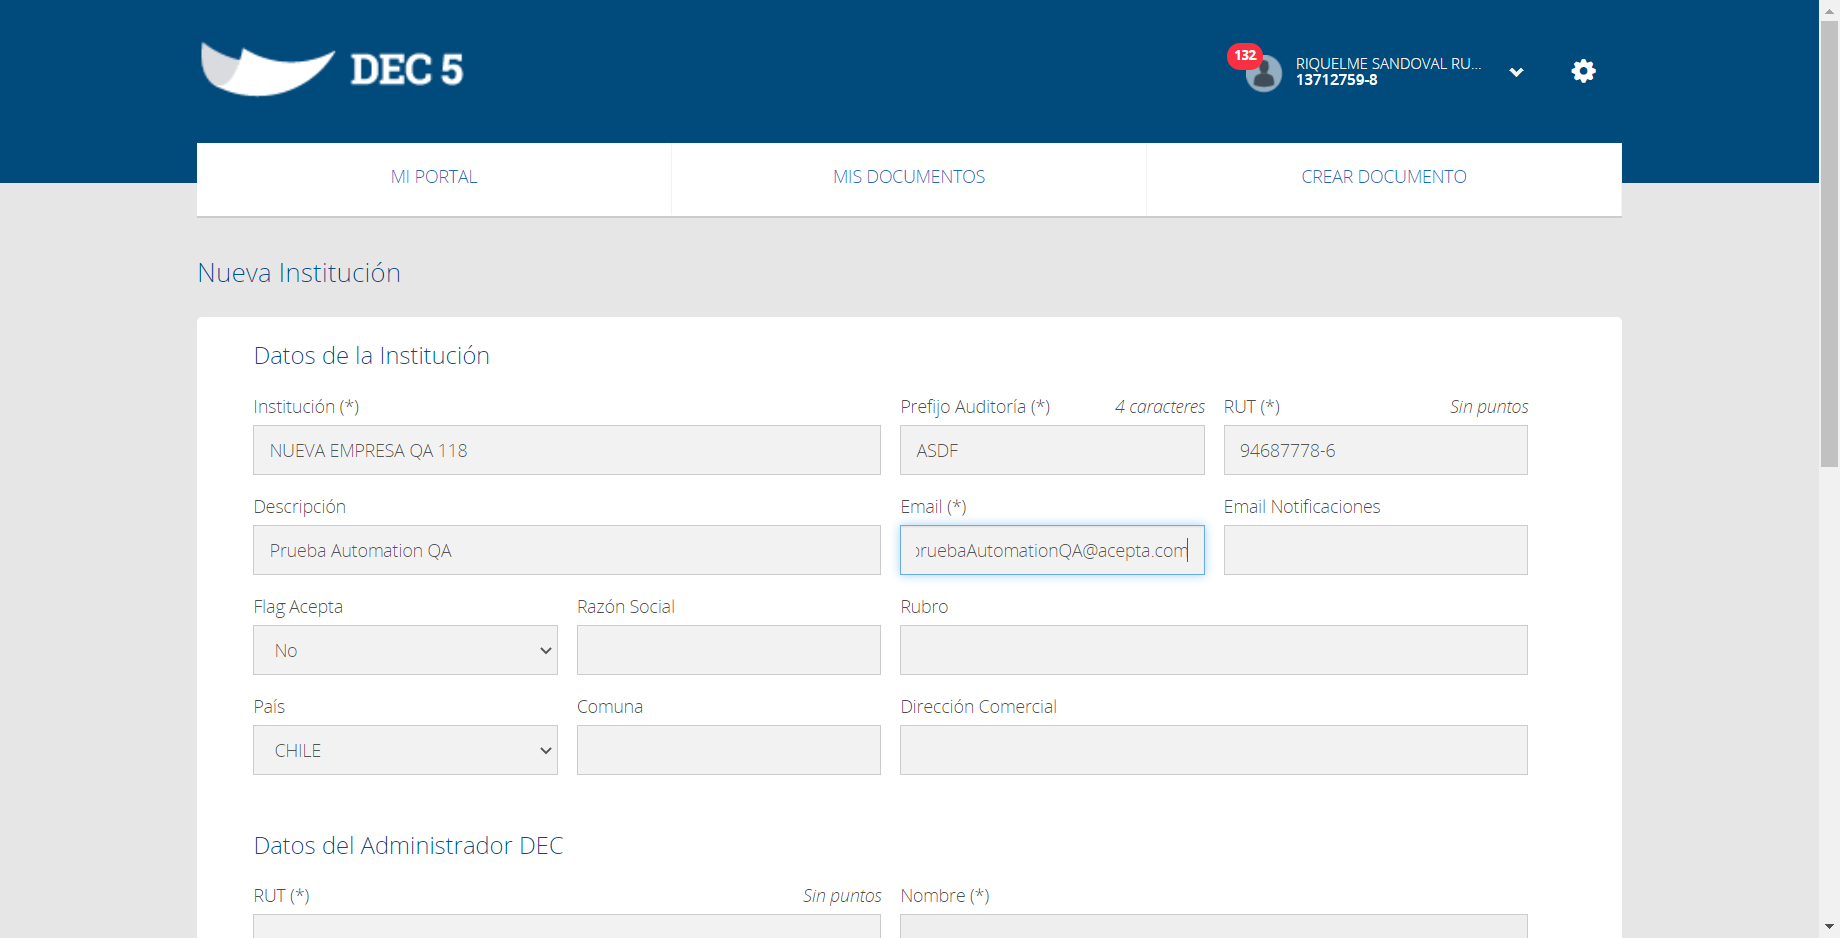 DEC 5
132
RIQUELME SANDOVAL RU...
13712759-8
MI PORTAL
MIS DOCUMENTOS
CREAR DOCUMENTO
Nueva Institución
Datos de la Institución
Institución (*)
Prefijo Auditoría (*) 4 caracteres
RUT (*) Sin puntos
NUEVA EMPRESA QA 118
ASDF
94687778-6
Descripción
Email (*)
Email Notificaciones
Prueba Automation QA
pruebaAutomationQA@acepta.com
Flag Acepta
Razón Social
Rubro
No
País
Comuna
Dirección Comercial
CHILE
Datos del Administrador DEC
RUT (*) Sin puntos
Nombre (*)